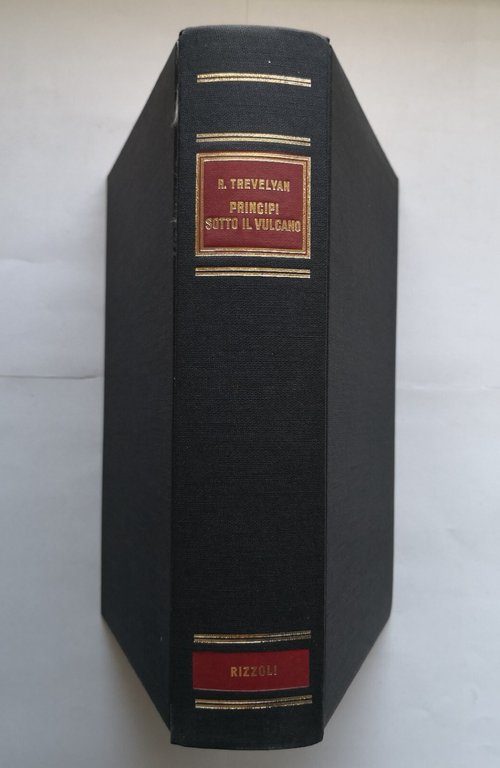 R. TREVELYAN
PRINCIPI
SOTTO IL VULCANO
RIZZOLI